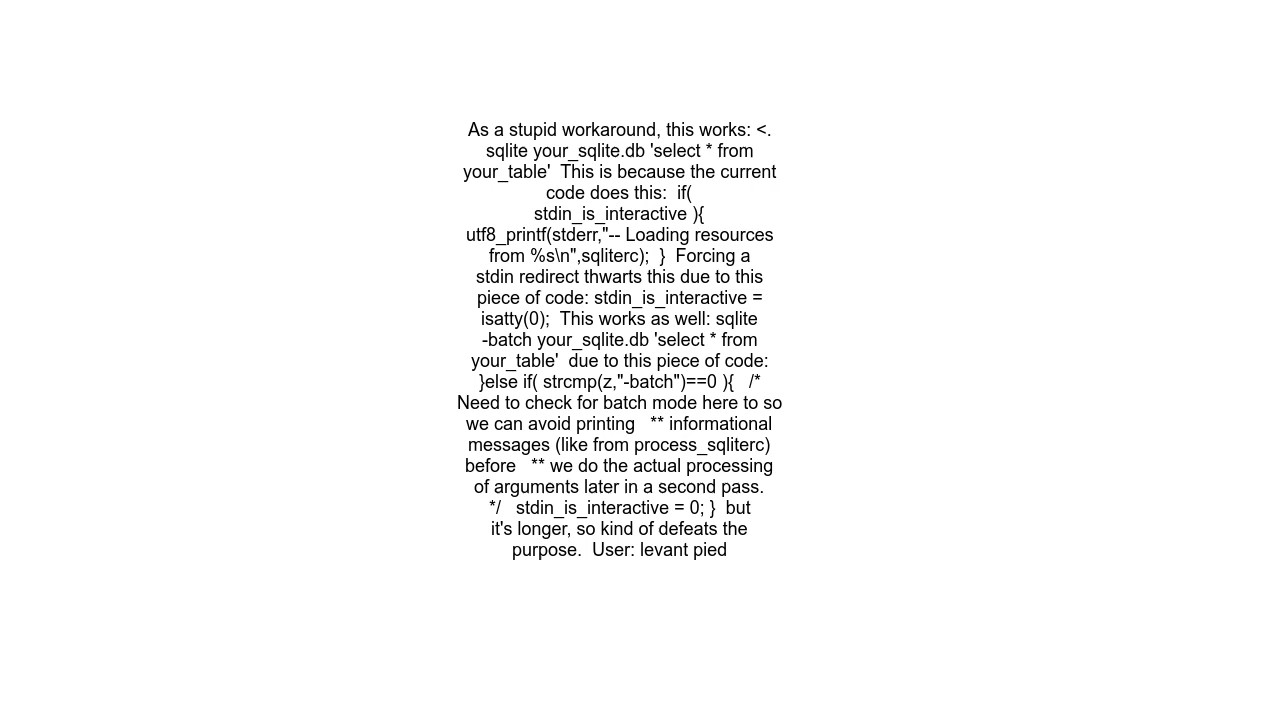 As a stupid workaround, this works: <.
sqlite your_sqlite.db 'select * from
your_table'  This is because the current
code does this:  if(
stdin_is_interactive ){
utf8_printf(stderr,"-- Loading resources
from %s\n",sqliterc);  }  Forcing a
stdin redirect thwarts this due to this
piece of code: stdin_is_interactive =
isatty(0);  This works as well: sqlite
-batch your_sqlite.db 'select * from
your_table'  due to this piece of code:
}else if( strcmp(z,"-batch")==0 ){   /*
Need to check for batch mode here to so
we can avoid printing   ** informational
messages (like from process_sqliterc)
before   ** we do the actual processing
of arguments later in a second pass.
*/   stdin_is_interactive = 0; }  but
it's longer, so kind of defeats the
purpose.  User: levant pied